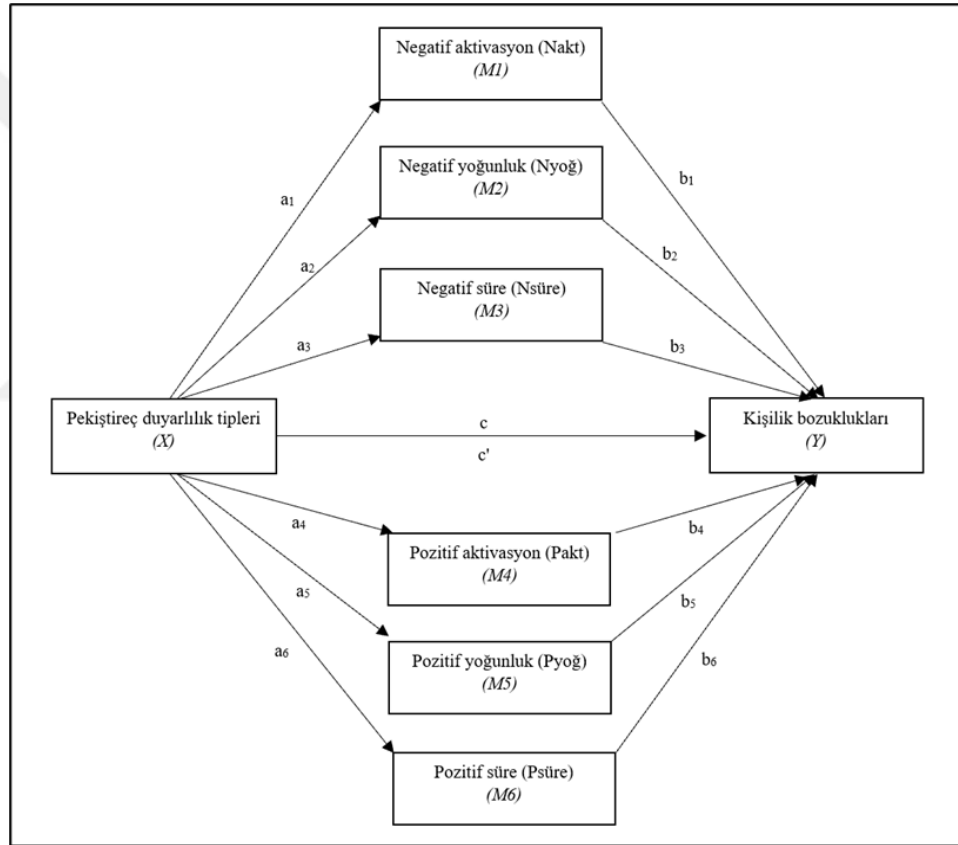 Negatif aktivasyon (Nakt)
(M1)
Negatif yoğunluk (Nyoğ)
(M2)
Negatif süre (Nsüre)
(M3)
a1
a2
a3
b1
b2
b3
Pekiştireç duyarlılık tipleri
(X)
c
c'
Kişilik bozuklukları
(Y)
a4
a5
a6
b4
b5
b6
Pozitif aktivasyon (Pakt)
(M4)
Pozitif yoğunluk (Pyoğ)
(M5)
Pozitif süre (Psüre)
(M6)